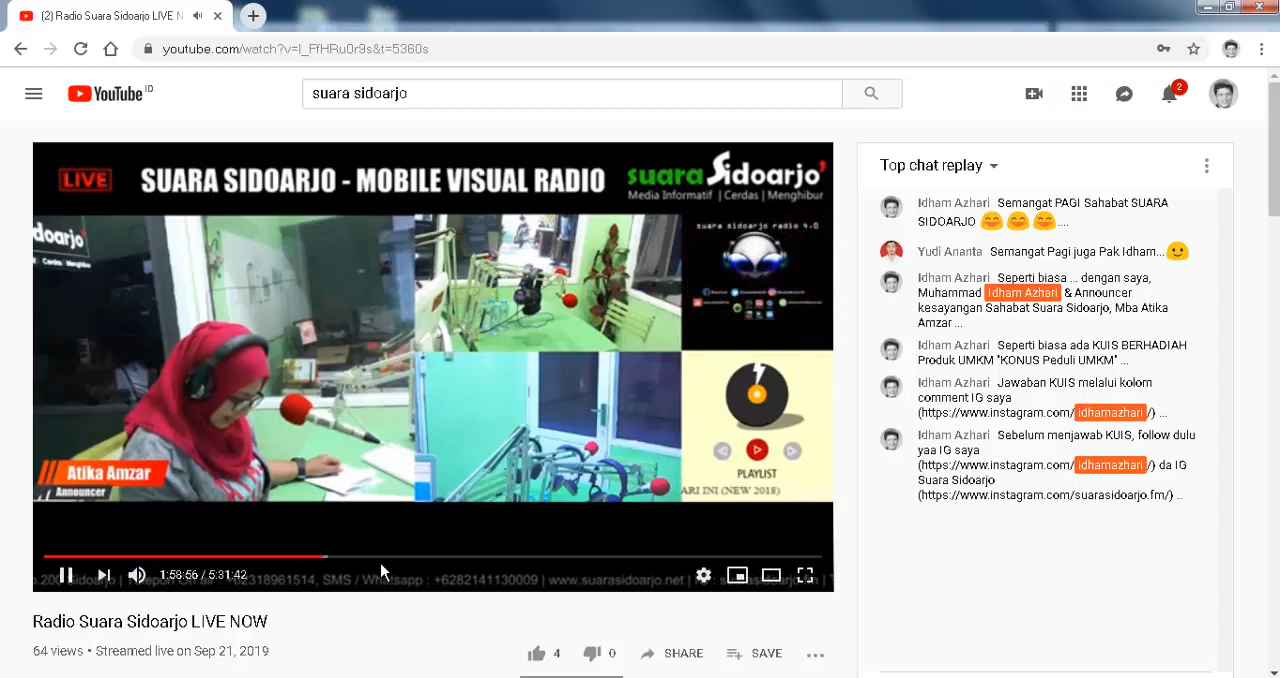 (2) Radio Suara Sidoarjo LIVE N
youtube.com/watch?v=I_FfHRu0r9s&t=5360s
YouTube ID
suara sidoarjo
2
LIVE
SUARA SIDOARJO - MOBILE VISUAL RADIO
suara Sidoarjo'
Media Informatif | Cerdas | Menghibur
doarjo'
suara sidoarjo radio 4.0
Atika Amzar
Announcer
PLAYLIST
ARI INI (NEW 2018)
1:58:56 / 5:31:42
+62318961514, SMS / Whatsapp : +6282141130009 | www.suarasidoarjo.net |
Radio Suara Sidoarjo LIVE NOW
64 views • Streamed live on Sep 21, 2019
4
0
SHARE
SAVE
Top chat replay
Idham Azhari Semangat PAGI Sahabat SUARA
SIDOARJO 😊😊😊 ....
Yudi Ananta Semangat Pagi juga Pak Idham...🙂
Idham Azhari Seperti biasa ... dengan saya,
Muhammad Idham Azhari & Announcer
kesayangan Sahabat Suara Sidoarjo, Mba Atika
Amzar ...
Idham Azhari Seperti biasa ada KUIS BERHADIAH
Produk UMKM "KONUS Peduli UMKM" ...
Idham Azhari Jawaban KUIS melalui kolom
comment IG saya
(https://www.instagram.com/idhamazhari/) ...
Idham Azhari Sebelum menjawab KUIS, follow dulu
yaa IG saya
(https://www.instagram.com/idhamazhari/) da IG
Suara Sidoarjo
(https://www.instagram.com/suarasidoarjo.fm/) ..